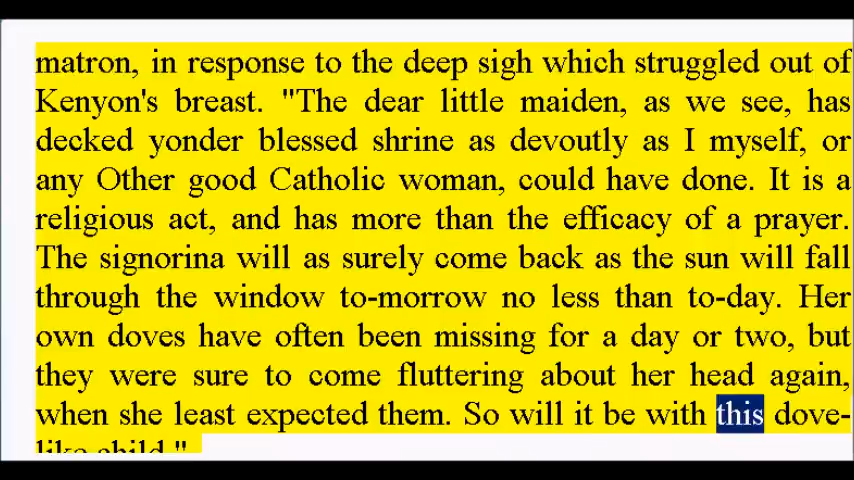 matron, in response to the deep sigh which struggled out of
Kenyon's breast. "The dear little maiden, as we see, has
decked yonder blessed shrine as devoutly as I myself, or
any Other good Catholic woman, could have done. It is a
religious act, and has more than the efficacy of a prayer.
The signorina will as surely come back as the sun will fall
through the window to-morrow no less than to-day. Her
own doves have often been missing for a day or two, but
they were sure to come fluttering about her head again,
when she least expected them. So will it be with this dove-
like child."